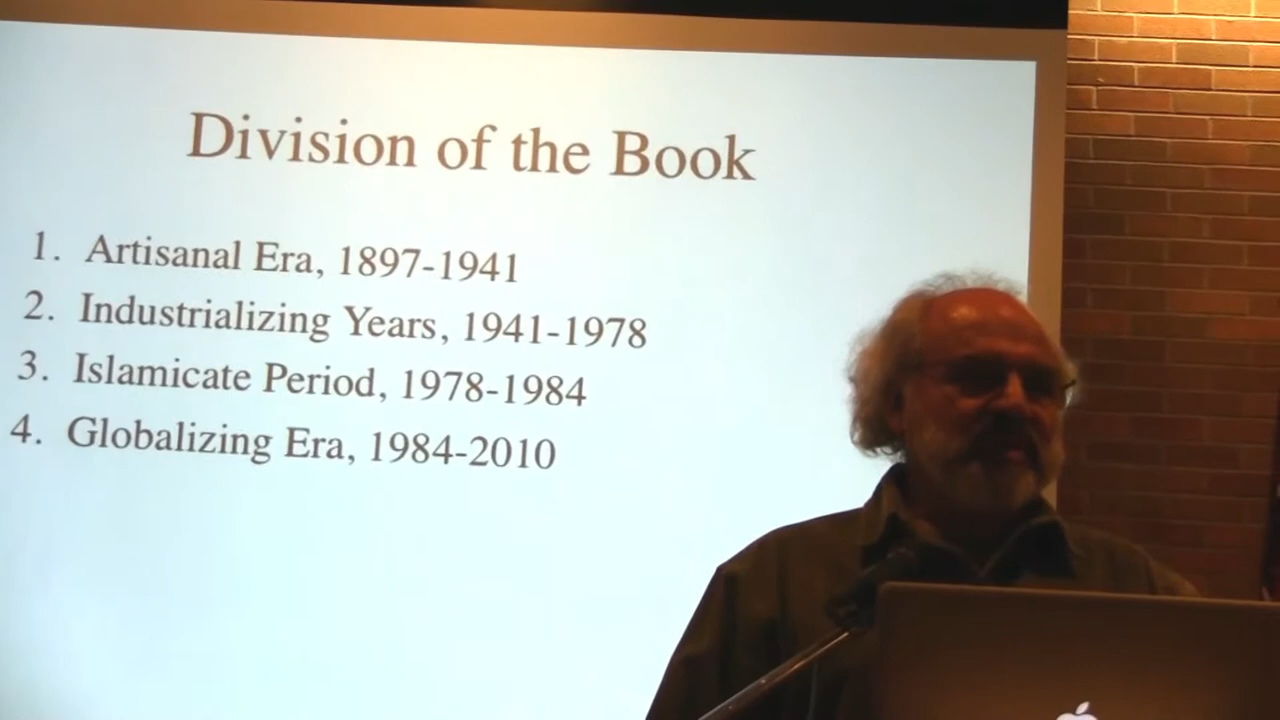 Division of the Book
1. Artisanal Era, 1897-1941
2. Industrializing Years, 1941-1978
3. Islamicate Period, 1978-1984
4. Globalizing Era, 1984-2010